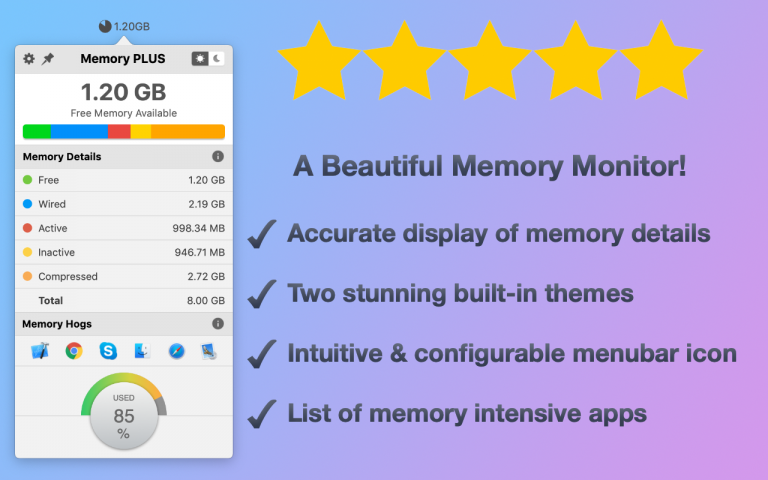 1.20GB
Memory PLUS
1.20 GB
Free Memory Available
Memory Details
Free 1.20 GB
Wired 2.19 GB
Active 998.34 MB
Inactive 946.71 MB
Compressed 2.72 GB
Total 8.00 GB
Memory Hogs
USED
85
%
A Beautiful Memory Monitor!
Accurate display of memory details
Two stunning built-in themes
Intuitive & configurable menubar icon
List of memory intensive apps